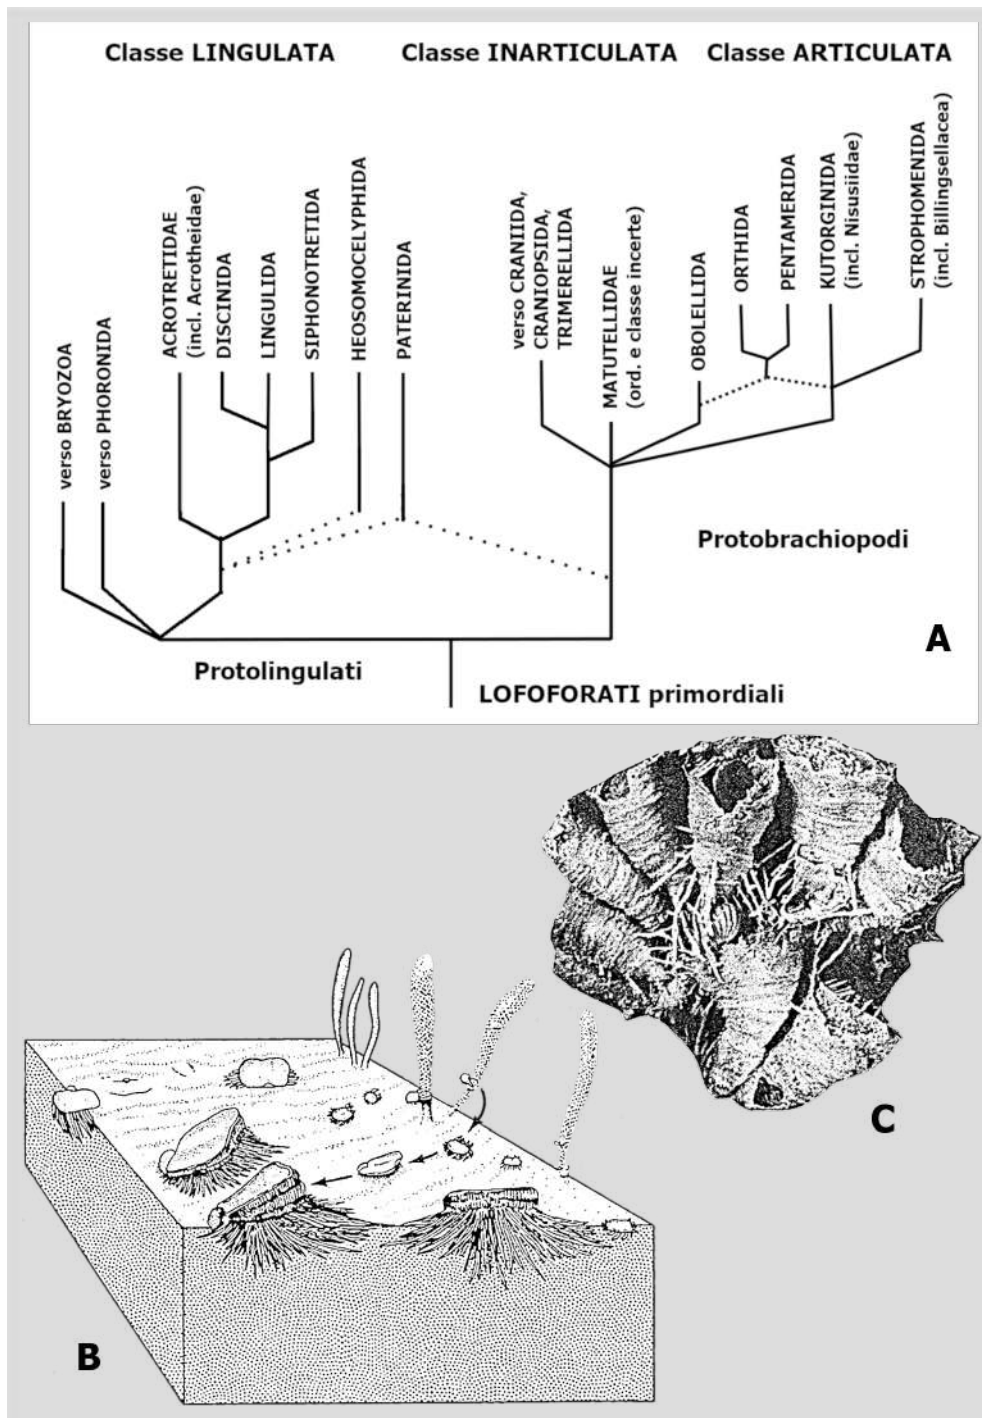 Classe LINGULATA
Classe INARTICULATA
Classe ARTICULATA
verso BRYOZOA
verso PHORONIDA
ACROTRETIDAE
(incl. Acrotheidae)
DISCINIDA
LINGULIDA
SIPHONOTRETIDA
HEOSOMOCELYPHIDA
PATERINIDA
verso CRANIIDA,
CRANIOPSIDA,
TRIMERELLIDA
MATUTELLIDAE
(ord. e classe incerte)
OBOLELLIDA
ORTHIDA
PENTAMERIDA
KUTORGINIDA
(incl. Nisusiidae)
STROPHOMENIDA
(incl. Billingsellacea)
Protobrachiopodi
A
Protolingulati
LOFOFORATI primordiali
C
B